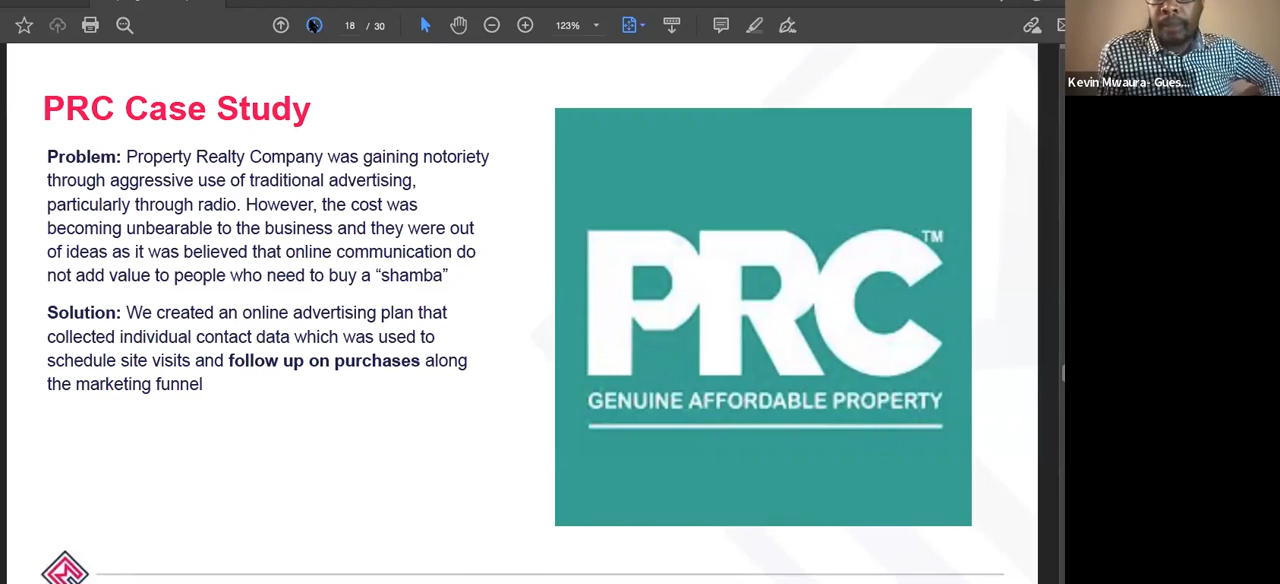 18 / 30
123%
Kevin Mwaura- Gues...
PRC Case Study
Problem: Property Realty Company was gaining notoriety
through aggressive use of traditional advertising,
particularly through radio. However, the cost was
becoming unbearable to the business and they were out
of ideas as it was believed that online communication do
not add value to people who need to buy a “shamba”
Solution: We created an online advertising plan that
collected individual contact data which was used to
schedule site visits and follow up on purchases along
the marketing funnel
PRC™
GENUINE AFFORDABLE PROPERTY